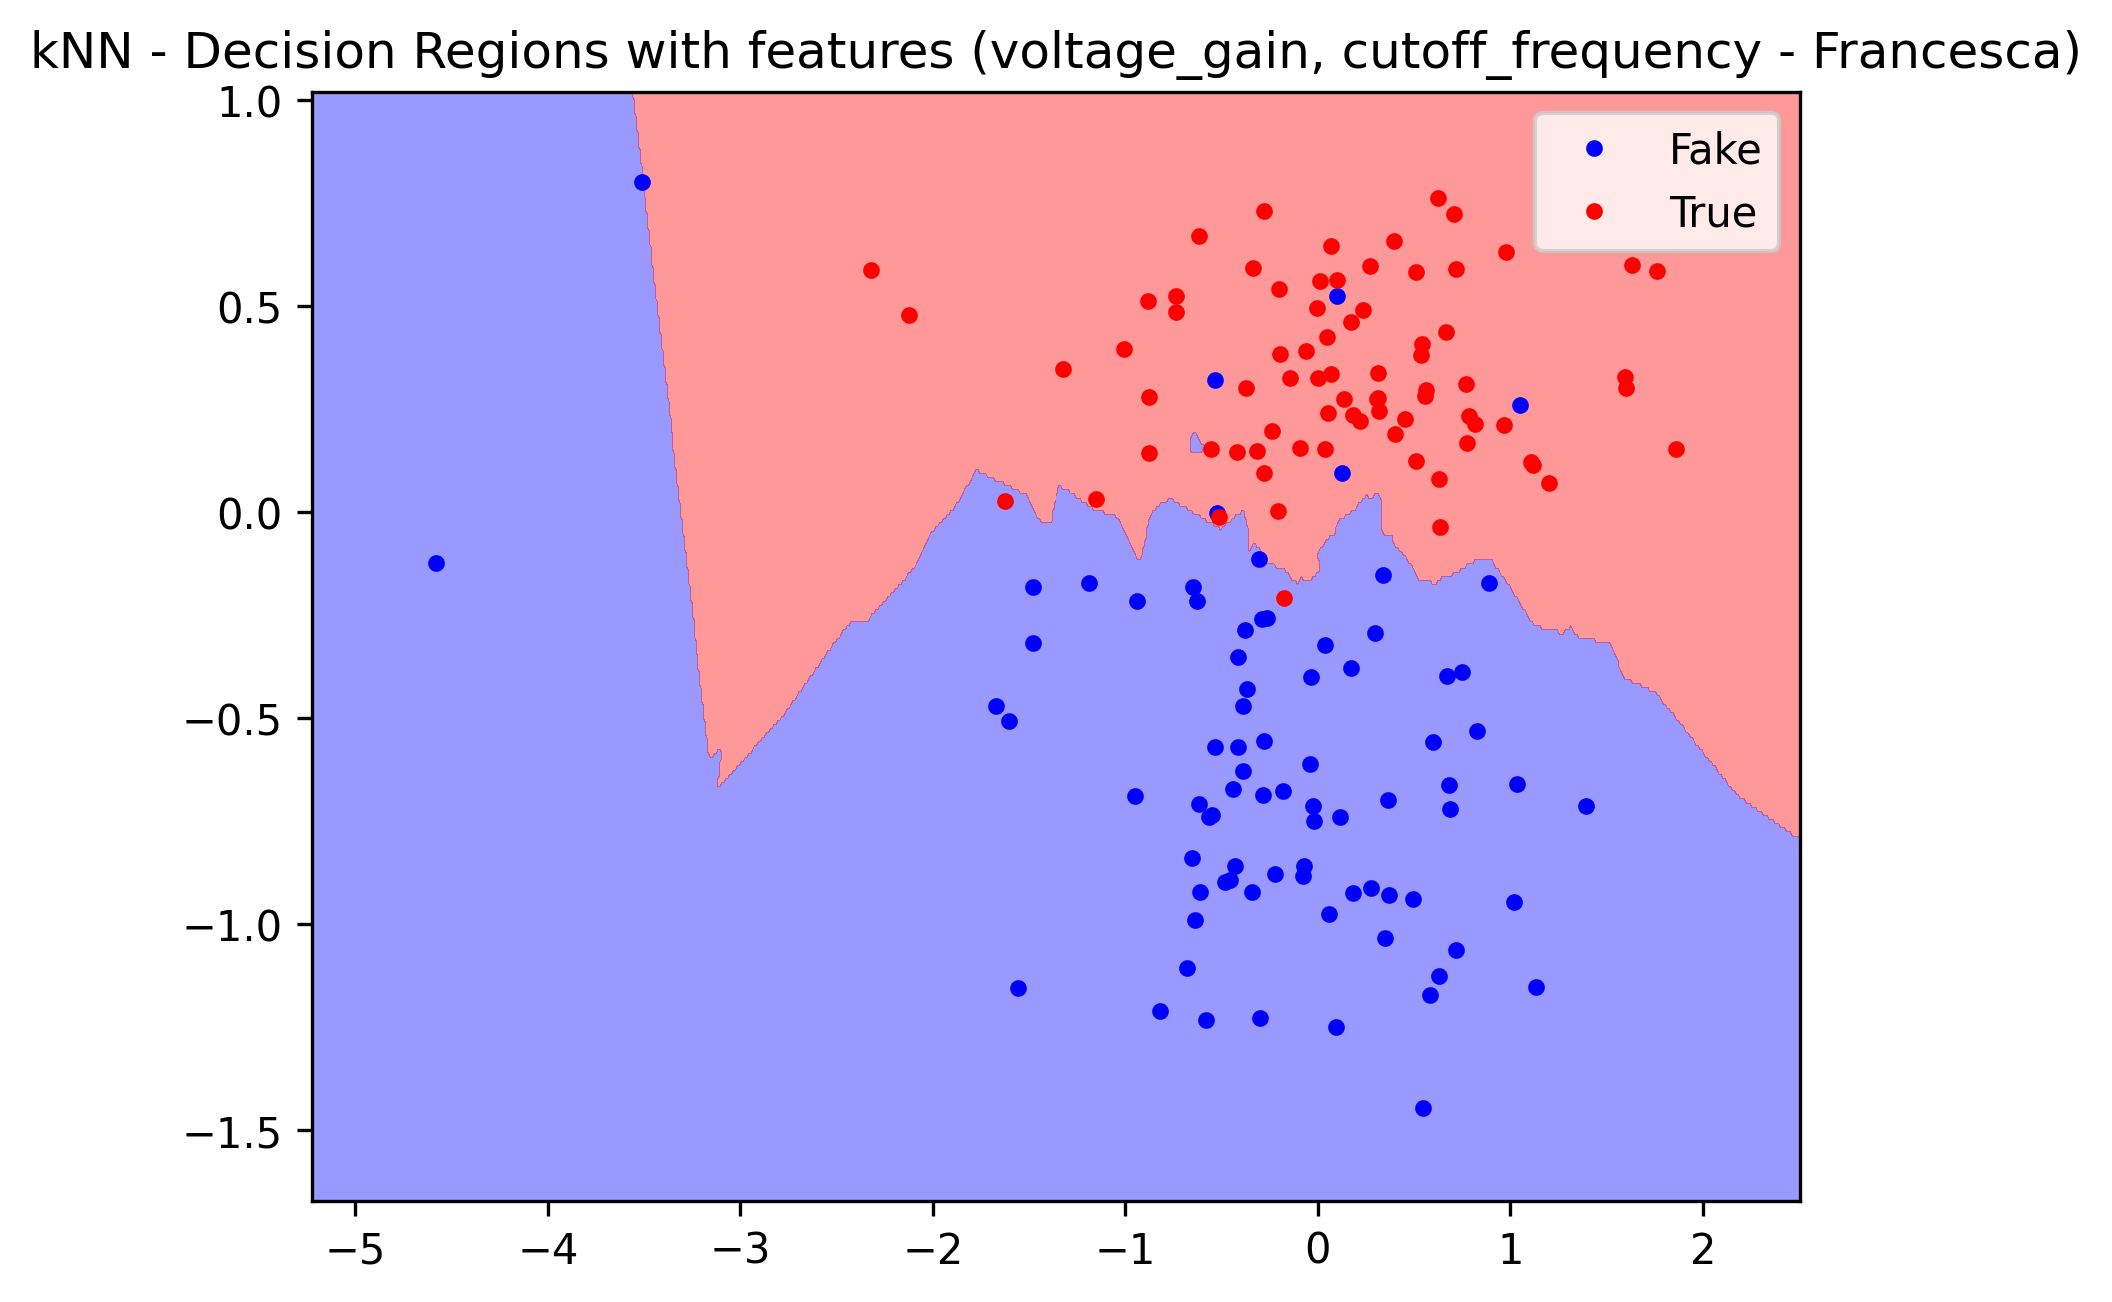 kNN - Decision Regions with features (voltage_gain, cutoff_frequency - Francesca)
Fake
True
1.0
0.5
0.0
−0.5
−1.0
−1.5
−5 −4 −3 −2 −1 0 1 2